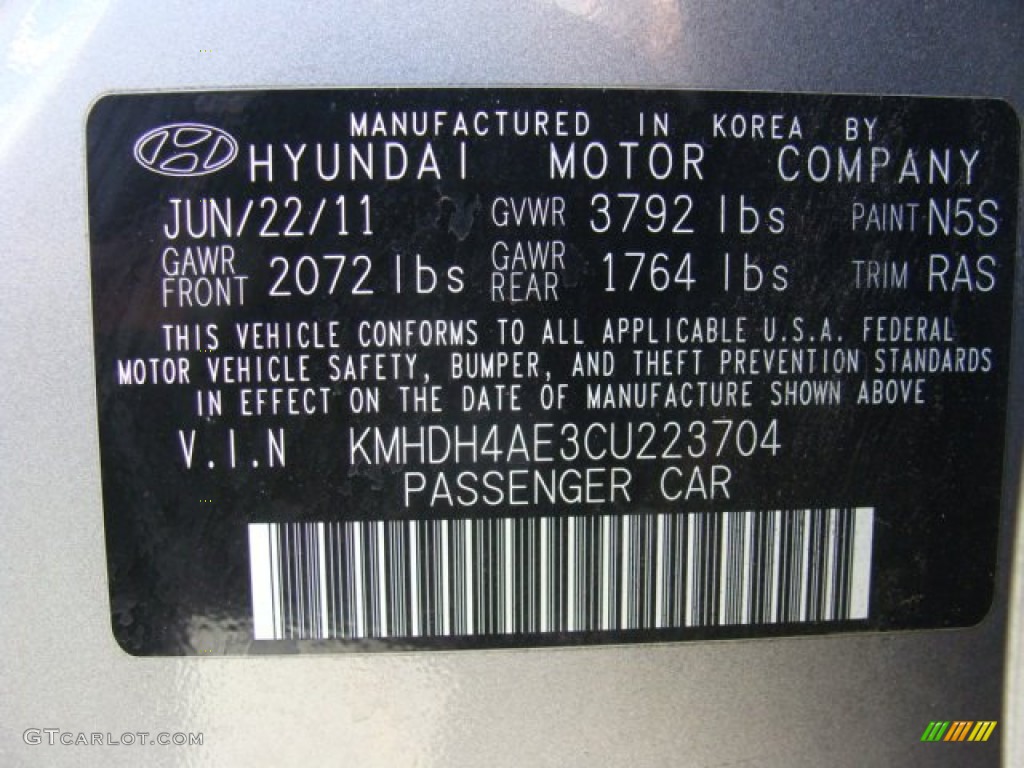 MANUFACTURED IN KOREA BY
HYUNDAI MOTOR COMPANY
JUN/22/11 GVWR 3792 lbs PAINT N5S
GAWR FRONT 2072 lbs GAWR REAR 1764 lbs TRIM RAS
THIS VEHICLE CONFORMS TO ALL APPLICABLE U.S.A. FEDERAL
MOTOR VEHICLE SAFETY, BUMPER, AND THEFT PREVENTION STANDARDS
IN EFFECT ON THE DATE OF MANUFACTURE SHOWN ABOVE
V.I.N KMHDH4AE3CU223704
PASSENGER CAR
GTCARLOT.COM